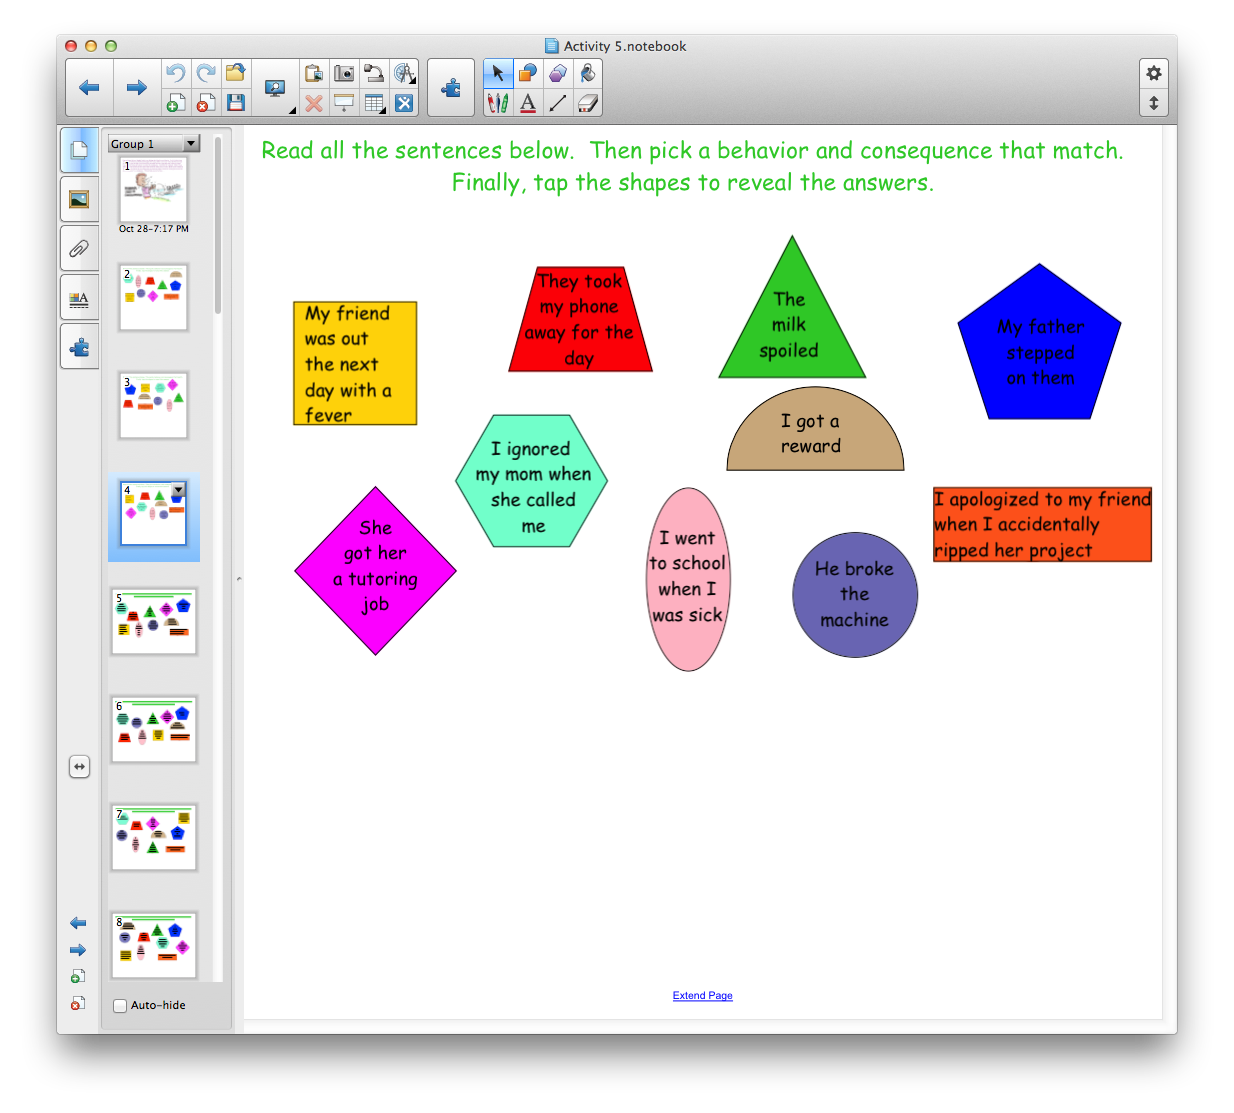 Activity 5.notebook
Group 1
1
Oct 28-7:17 PM
2
3
4
5
6
7
8
Auto-hide
Read all the sentences below.  Then pick a behavior and consequence that match.
Finally, tap the shapes to reveal the answers.
My friend
was out
the next
day with a
fever
They took
my phone
away for the
day
The
milk
spoiled
My father
stepped
on them
I ignored
my mom when
she called
me
I got a
reward
She
got her
a tutoring
job
I went
to school
when I
was sick
He broke
the
machine
I apologized to my friend
when I accidentally
ripped her project
Extend Page